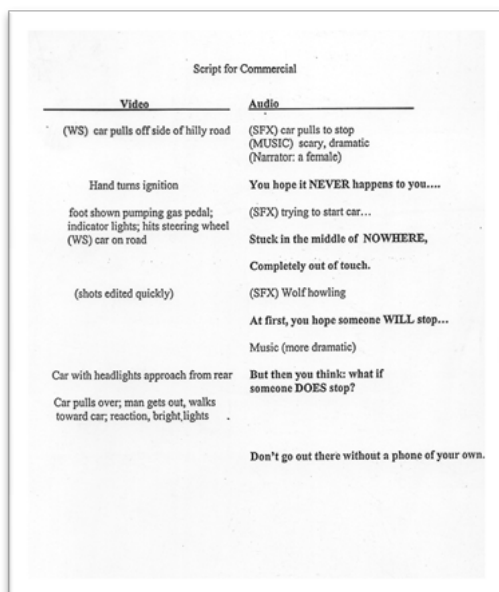 Script for Commercial
Video Audio
(WS) car pulls off side of hilly road (SFX) car pulls to stop
(MUSIC) scary, dramatic
(Narrator: a female)
Hand turns ignition You hope it NEVER happens to you....
foot shown pumping gas pedal; (SFX) trying to start car...
indicator lights; hits steering wheel
(WS) car on road Stuck in the middle of NOWHERE,
Completely out of touch.
(shots edited quickly) (SFX) Wolf howling
At first, you hope someone WILL stop...
Music (more dramatic)
Car with headlights approach from rear But then you think: what if
someone DOES stop?
Car pulls over; man gets out, walks
toward car; reaction, bright,lights
Don't go out there without a phone of your own.